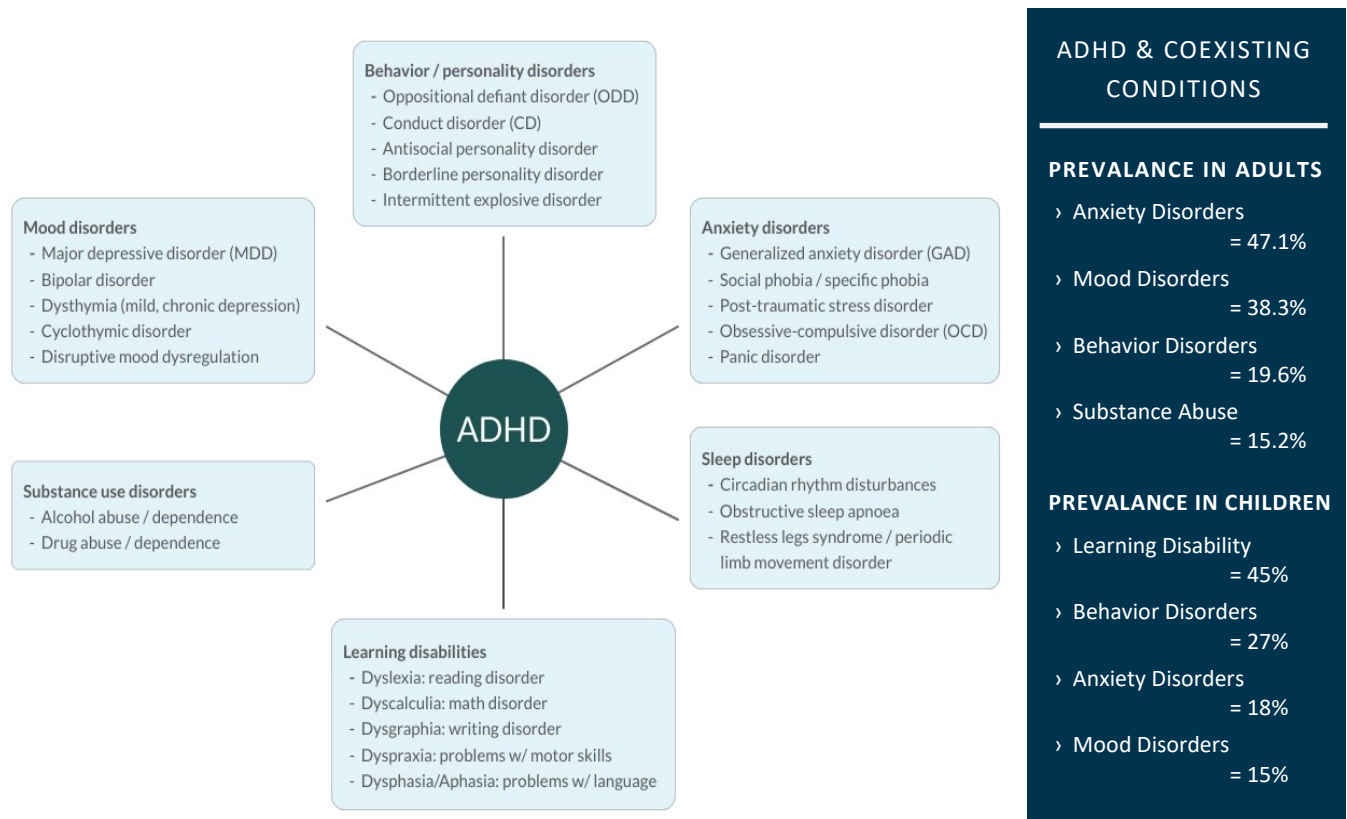 Behavior / personality disorders
- Oppositional defiant disorder (ODD)
- Conduct disorder (CD)
- Antisocial personality disorder
- Borderline personality disorder
- Intermittent explosive disorder
Mood disorders
- Major depressive disorder (MDD)
- Bipolar disorder
- Dysthymia (mild, chronic depression)
- Cyclothymic disorder
- Disruptive mood dysregulation
Anxiety disorders
- Generalized anxiety disorder (GAD)
- Social phobia / specific phobia
- Post-traumatic stress disorder
- Obsessive-compulsive disorder (OCD)
- Panic disorder
ADHD
Substance use disorders
- Alcohol abuse / dependence
- Drug abuse / dependence
Sleep disorders
- Circadian rhythm disturbances
- Obstructive sleep apnoea
- Restless legs syndrome / periodic
limb movement disorder
Learning disabilities
- Dyslexia: reading disorder
- Dyscalculia: math disorder
- Dysgraphia: writing disorder
- Dyspraxia: problems w/ motor skills
- Dysphasia/Aphasia: problems w/ language
ADHD & COEXISTING
CONDITIONS
PREVALANCE IN ADULTS
› Anxiety Disorders
= 47.1%
› Mood Disorders
= 38.3%
› Behavior Disorders
= 19.6%
› Substance Abuse
= 15.2%
PREVALANCE IN CHILDREN
› Learning Disability
= 45%
› Behavior Disorders
= 27%
› Anxiety Disorders
= 18%
› Mood Disorders
= 15%